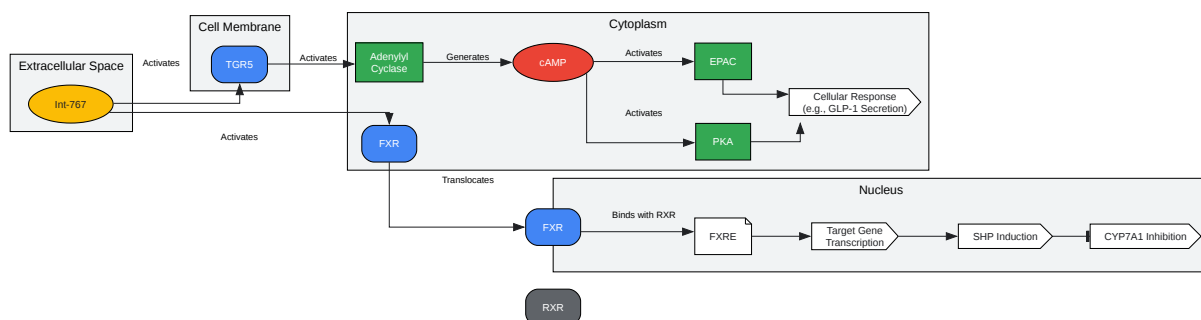 Cytoplasm
Cell Membrane
Extracellular Space
Activates
TGR5
Activates
Adenylyl
Cyclase
Generates
cAMP
Activates
EPAC
Int-767
Cellular Response
(e.g., GLP-1 Secretion)
Activates
Activates
FXR
PKA
Translocates
Nucleus
FXR
Binds with RXR
FXRE
Target Gene
Transcription
SHP Induction
CYP7A1 Inhibition
RXR